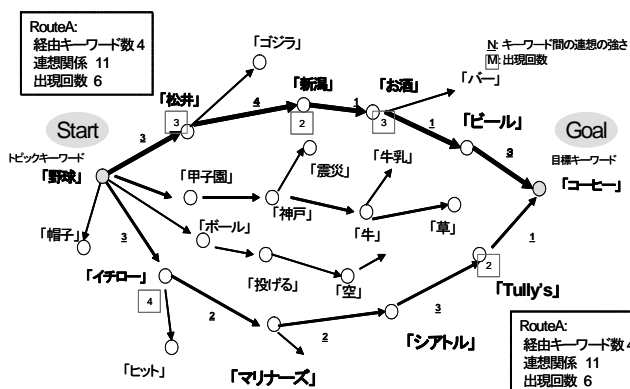 RouteA:
経由キーワード数 4
連想関係 11
出現回数 6
「ゴジラ」
N: キーワード間の連想の強さ
M: 出現回数
「松井」
4
「新潟」
1
「お酒」
「バー」
3
2
3
1
「ビール」
Start
3
Goal
トピックキーワード
3
目標キーワード
「野球」
「甲子園」
「震災」
「牛乳」
「コーヒー」
「神戸」
「牛」
「草」
「ボール」
「帽子」
3
「投げる」
「空」
1
「イチロー」
4
2
2
3
2
「Tully's」
「シアトル」
「ヒット」
「マリナーズ」
RouteA:
経由キーワード数 4
連想関係 11
出現回数 6